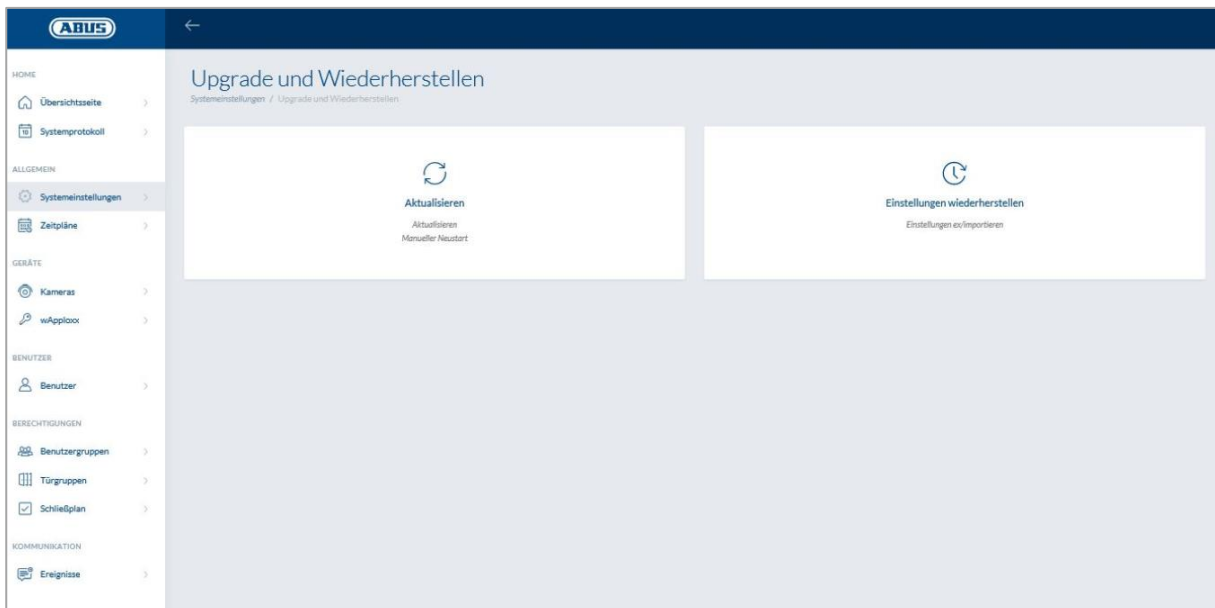 ABUS
HOME
Übersichtsseite
Systemprotokoll
ALLGEMEIN
Systemeinstellungen
Zeitpläne
GERÄTE
Kameras
wApploxx
BENUTZER
Benutzer
BERECHTIGUNGEN
Benutzergruppen
Türgruppen
Schließplan
KOMMUNIKATION
Ereignisse
Upgrade und Wiederherstellen
Systemeinstellungen / Upgrade und Wiederherstellen
Aktualisieren
Aktualisieren
Manueller Neustart
Einstellungen wiederherstellen
Einstellungen ex/importieren